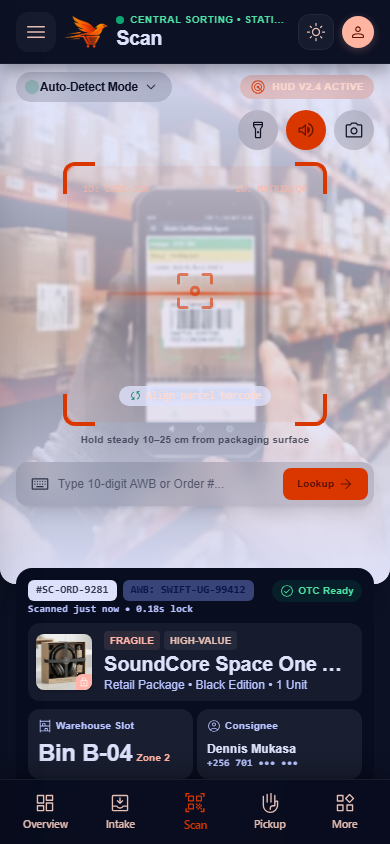 CENTRAL SORTING • STATI...
Scan
Auto-Detect Mode
HUD V2.4 ACTIVE
Align parcel barcode
Hold steady 10–25 cm from packaging surface
Type 10-digit AWB or Order #...
Lookup
#SC-ORD-9281
AWB: SWIFT-UG-99412
OTC Ready
Scanned just now • 0.18s lock
FRAGILE
HIGH-VALUE
SoundCore Space One ...
Retail Package • Black Edition • 1 Unit
Warehouse Slot
Bin B-04 Zone 2
Consignee
Dennis Mukasa
+256 701 ••• •••
Overview
Intake
Scan
Pickup
More